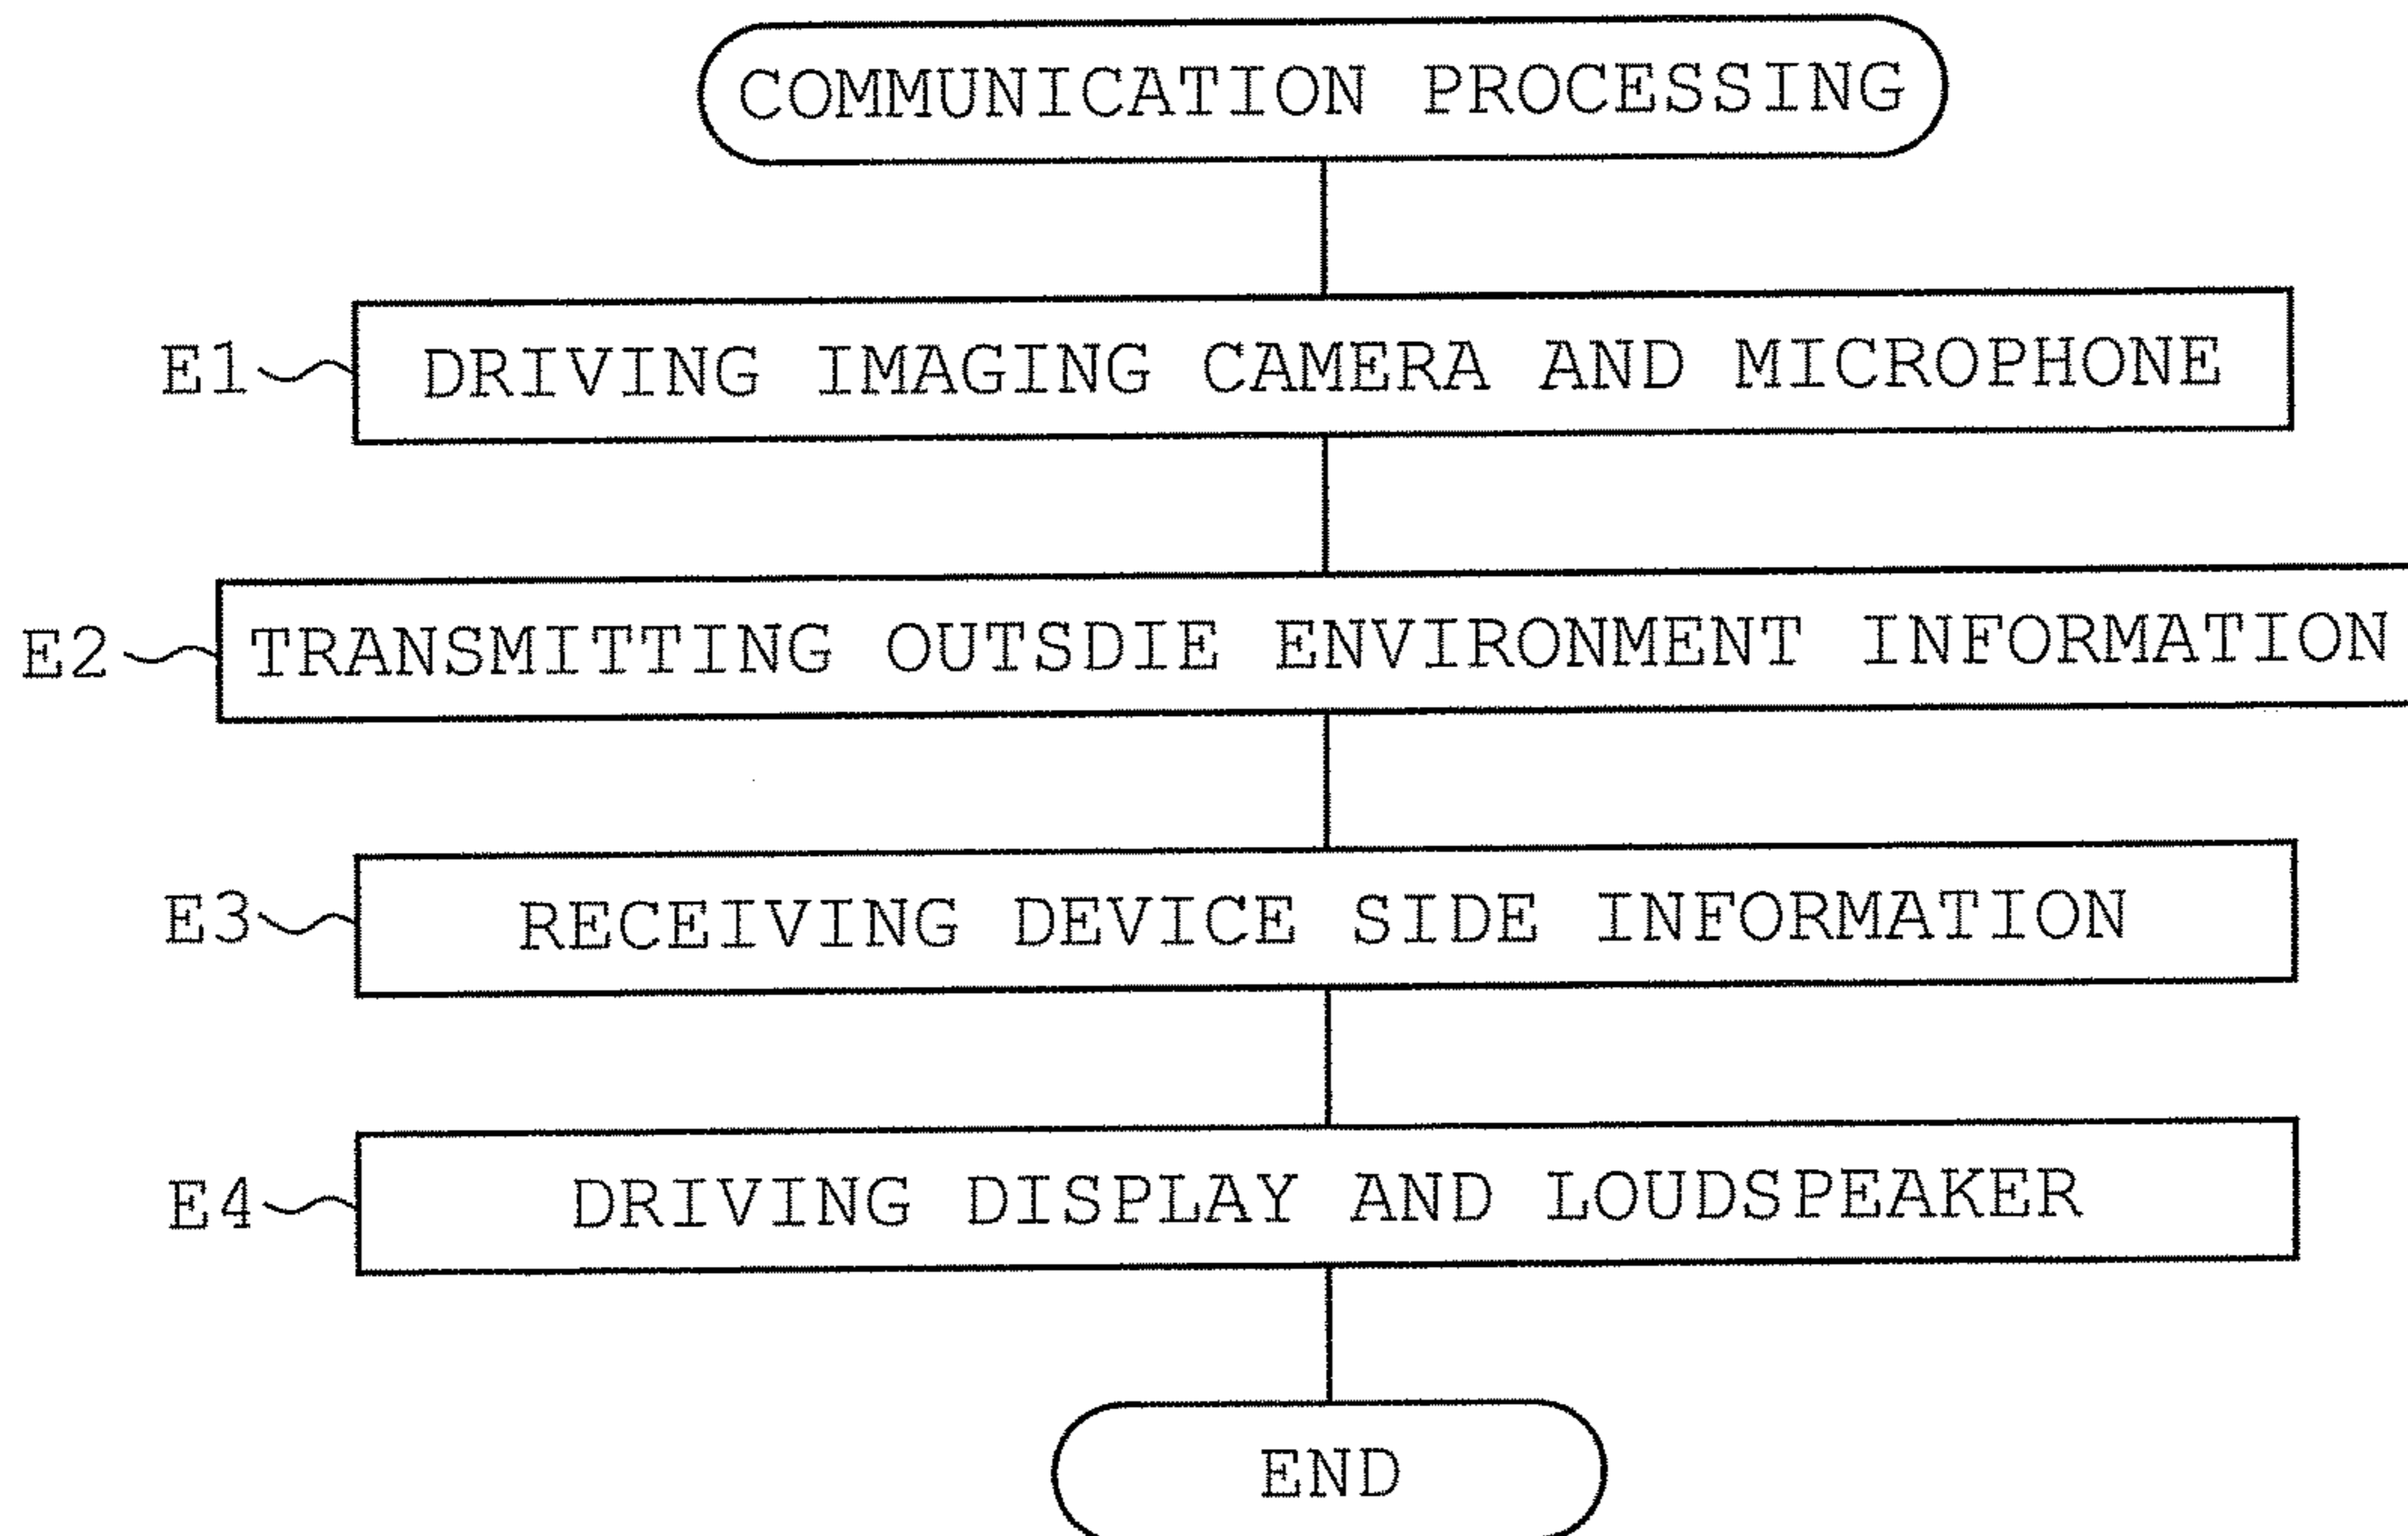 COMMUNICATION PROCESSING
E1 DRIVING IMAGING CAMERA AND MICROPHONE
E2 TRANSMITTING OUTSDIE ENVIRONMENT INFORMATION
E3 RECEIVING DEVICE SIDE INFORMATION
E4 DRIVING DISPLAY AND LOUDSPEAKER
END